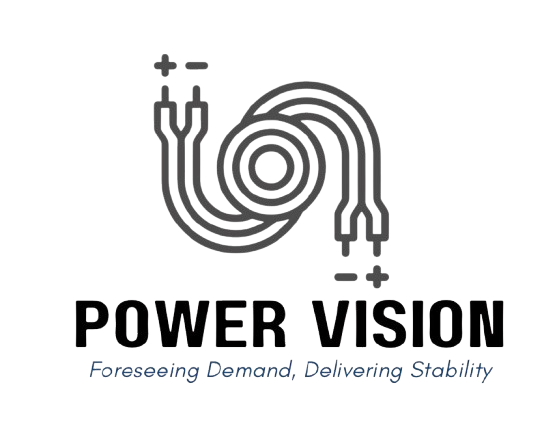 + −
− +
POWER VISION
Foreseeing Demand, Delivering Stability